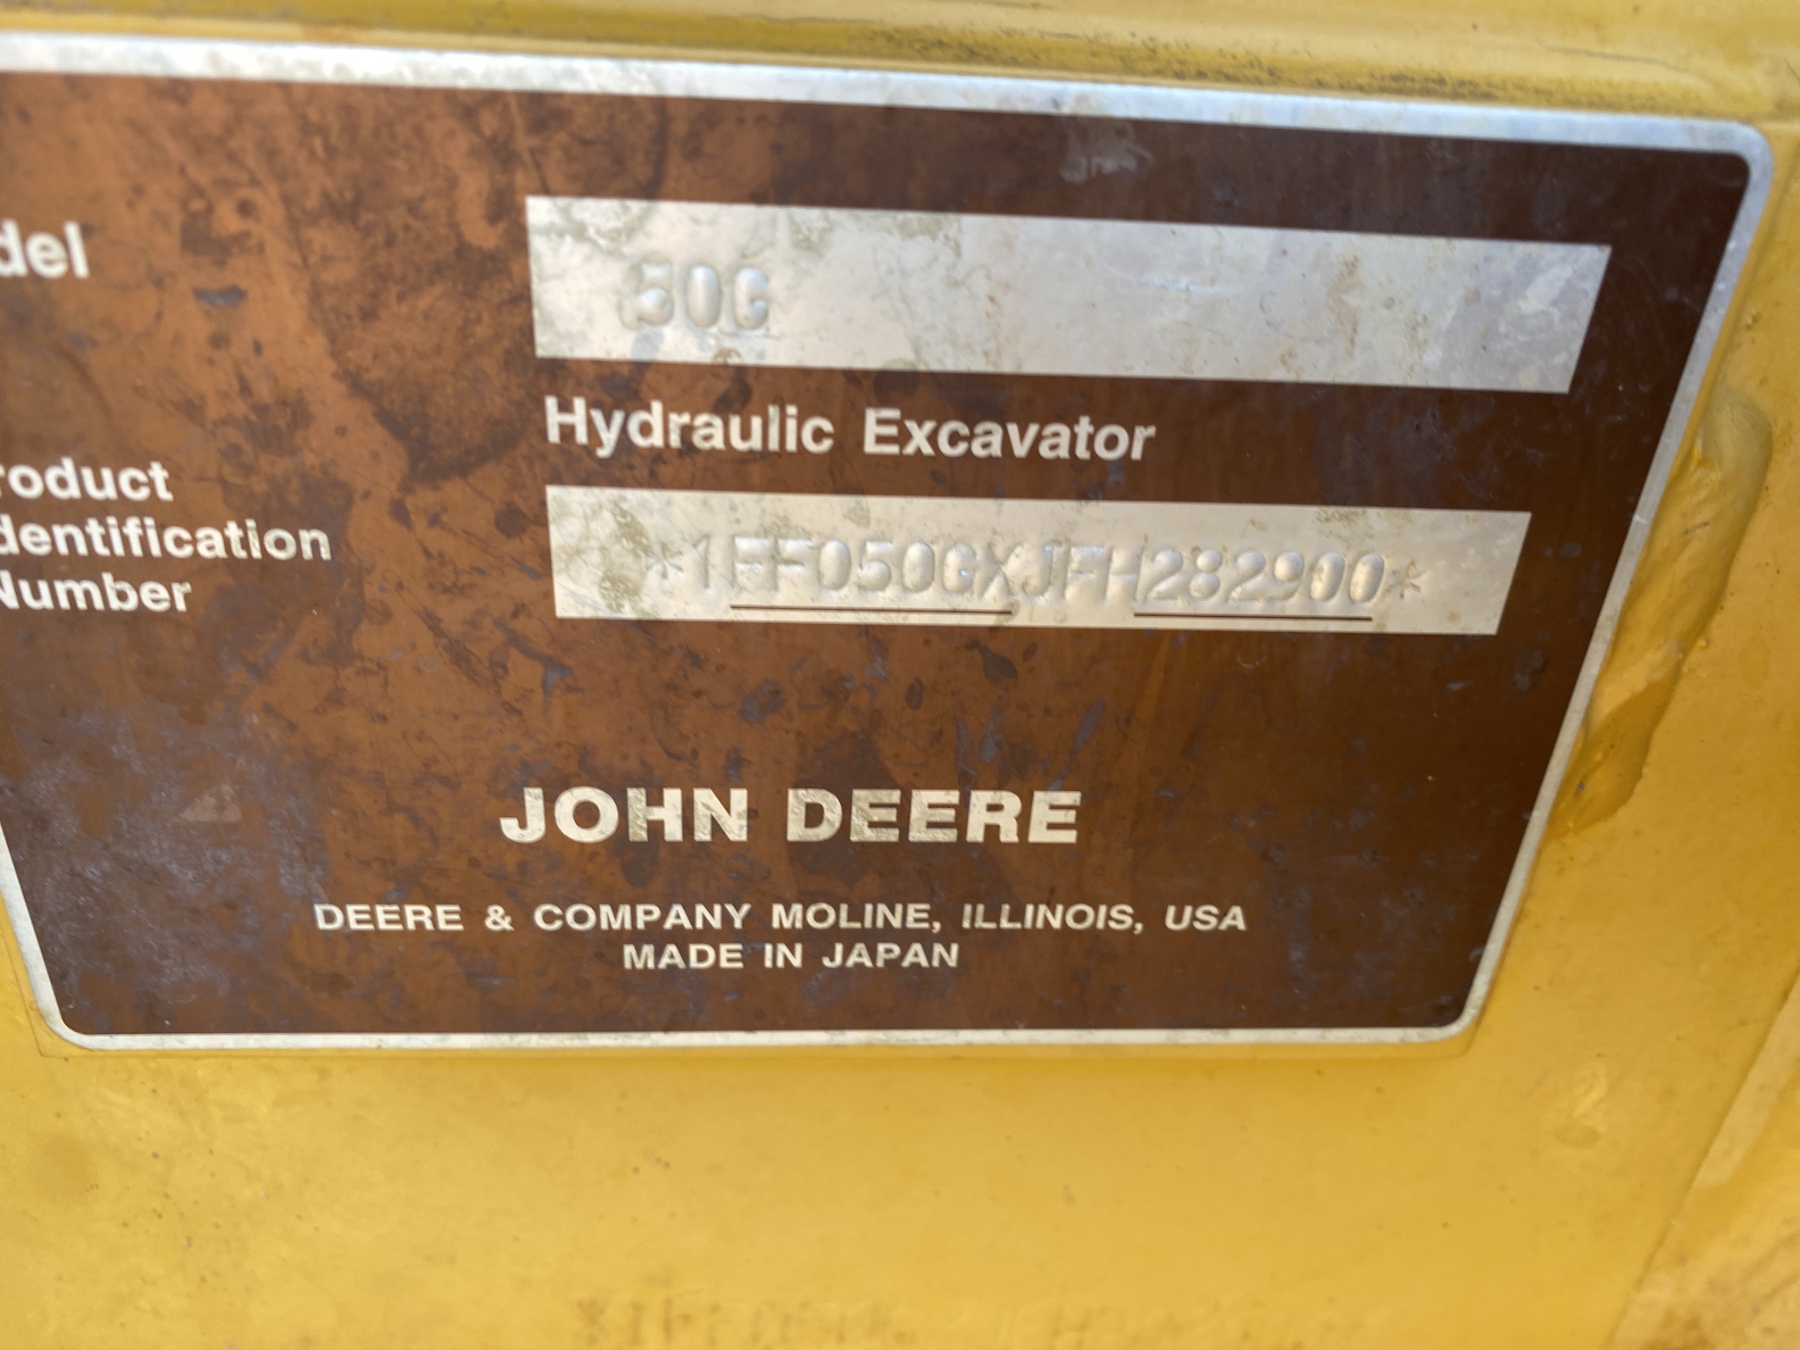 del
50G
Hydraulic Excavator
roduct
dentification
Number
*1FF050GXJFH282900*
JOHN DEERE
DEERE & COMPANY MOLINE, ILLINOIS, USA
MADE IN JAPAN